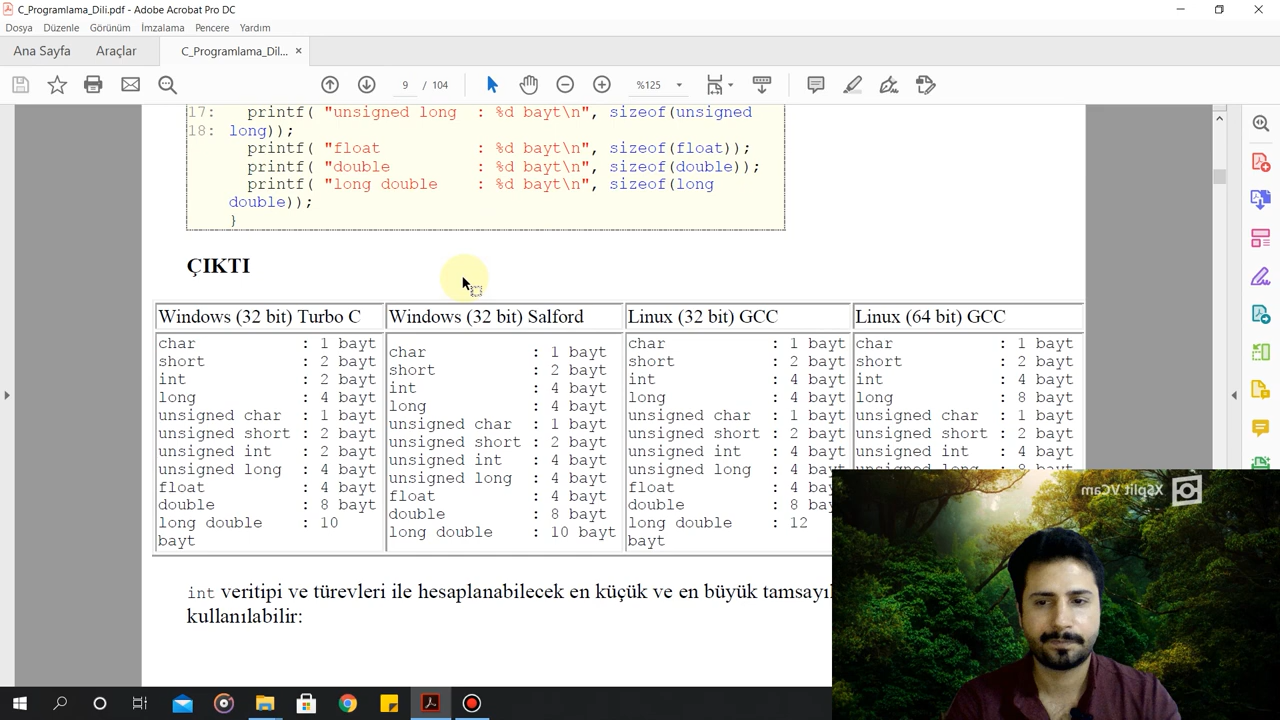 C_Programlama_Dili.pdf - Adobe Acrobat Pro DC
Dosya Düzenle Görünüm İmzalama Pencere Yardım
Ana Sayfa Araçlar C_Programlama_Dil... ×
9 / 104 %125
17: printf( "unsigned long : %d bayt\n", sizeof(unsigned
18: long));
printf( "float : %d bayt\n", sizeof(float));
printf( "double : %d bayt\n", sizeof(double));
printf( "long double : %d bayt\n", sizeof(long
double));
}
ÇIKTI
Windows (32 bit) Turbo C
char : 1 bayt
short : 2 bayt
int : 2 bayt
long : 4 bayt
unsigned char : 1 bayt
unsigned short : 2 bayt
unsigned int : 2 bayt
unsigned long : 4 bayt
float : 4 bayt
double : 8 bayt
long double : 10
bayt
Windows (32 bit) Salford
char : 1 bayt
short : 2 bayt
int : 4 bayt
long : 4 bayt
unsigned char : 1 bayt
unsigned short : 2 bayt
unsigned int : 4 bayt
unsigned long : 4 bayt
float : 4 bayt
double : 8 bayt
long double : 10 bayt
Linux (32 bit) GCC
char : 1 bayt
short : 2 bayt
int : 4 bayt
long : 4 bayt
unsigned char : 1 bayt
unsigned short : 2 bayt
unsigned int : 4 bayt
unsigned long : 4
float : 4
double : 8
long double : 12
bayt
Linux (64 bit) GCC
char : 1 bayt
short : 2 bayt
int : 4 bayt
long : 8 bayt
unsigned char : 1 bayt
unsigned short : 2 bayt
unsigned int : 4 bayt
int veritipi ve türevleri ile hesaplanabilecek en küçük ve en büyük
kullanılabilir:
XSplit VCam